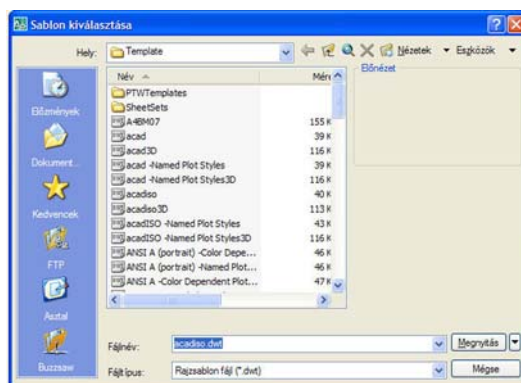 Sablon kiválasztása
Hely: Template Nézetek Eszközök
Előnézet
Név Mére
PTWTemplates
SheetSets
A4BM07 155 K
acad 39 K
acad3D 116 K
acad -Named Plot Styles 39 K
acad -Named Plot Styles3D 116 K
acadiso 40 K
acadiso3D 113 K
acadISO -Named Plot Styles 43 K
acadISO -Named Plot Styles3D 116 K
ANSI A (portrait) -Color Depe... 46 K
ANSI A (portrait) -Named Plot... 46 K
ANSI A -Color Dependent Plot... 47 K
Előzmények
Dokument...
Kedvencek
FTP
Asztal
Buzzsaw
Fájlnév: acadiso.dwt Megnyitás
Fájltípus: Rajzsablon fájl (*.dwt) Mégse